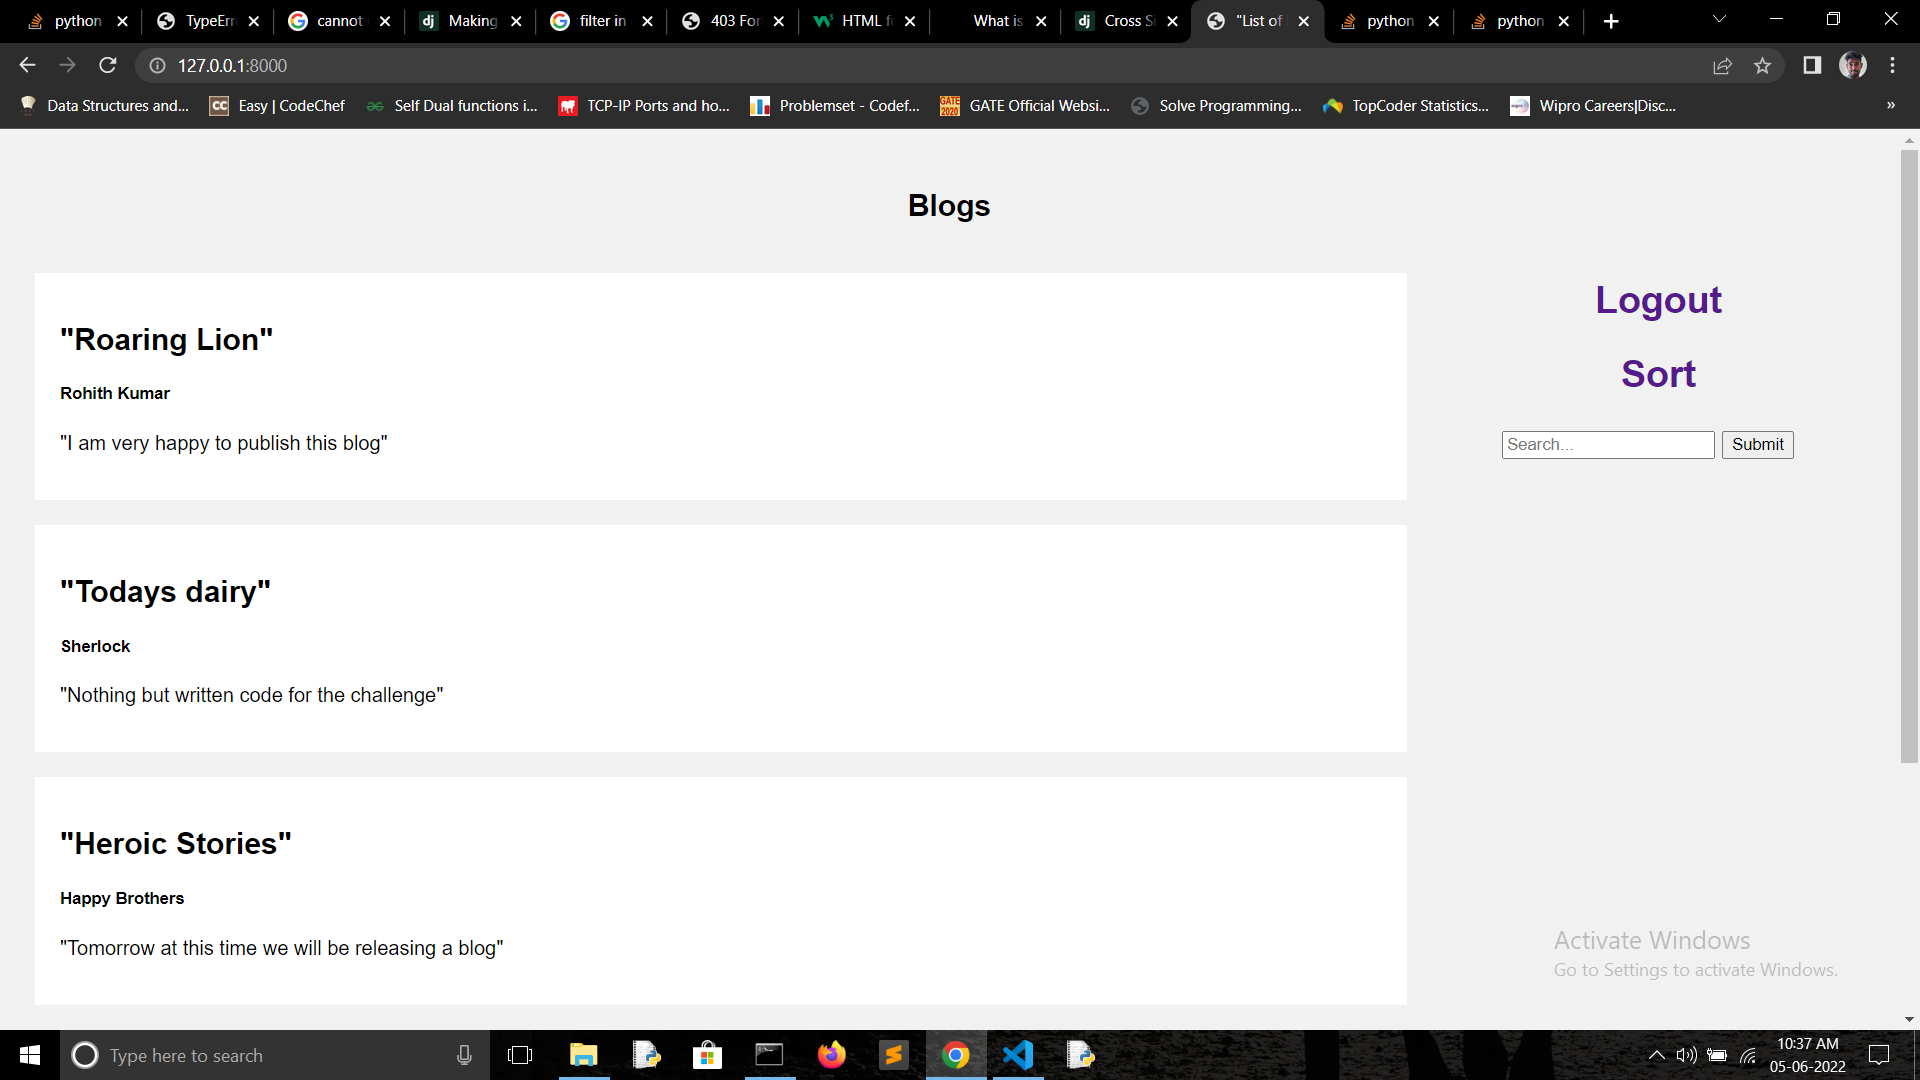 python
TypeErr
cannot
Making
filter in
403 For
HTML f
What is
Cross Si
"List of
python
python
127.0.0.1:8000
Data Structures and...
Easy | CodeChef
Self Dual functions i...
TCP-IP Ports and ho...
Problemset - Codef...
GATE Official Websi...
Solve Programming...
TopCoder Statistics...
Wipro Careers|Disc...
»
Blogs
"Roaring Lion"
Rohith Kumar
"I am very happy to publish this blog"
"Todays dairy"
Sherlock
"Nothing but written code for the challenge"
"Heroic Stories"
Happy Brothers
"Tomorrow at this time we will be releasing a blog"
Logout
Sort
Search...
Submit
Activate Windows
Go to Settings to activate Windows.
Type here to search
10:37 AM
05-06-2022